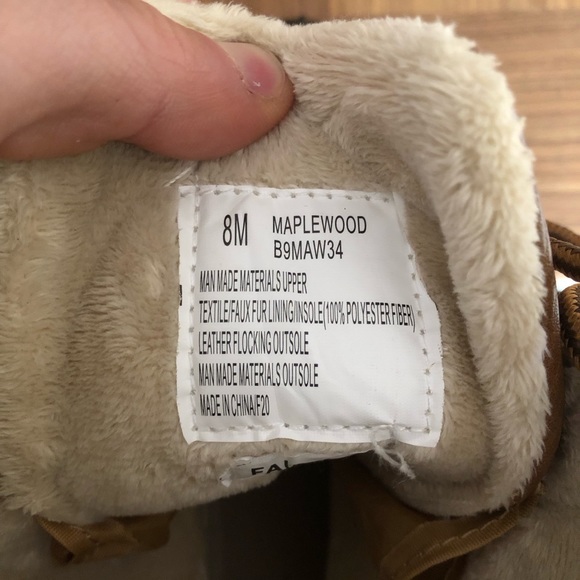 8M MAPLEWOOD
B9MAW34
MAN MADE MATERIALS UPPER
TEXTILE/FAUX FUR LINING/INSOLE(100% POLYESTER FIBER)
LEATHER FLOCKING OUTSOLE
MAN MADE MATERIALS OUTSOLE
MADE IN CHINA/F20